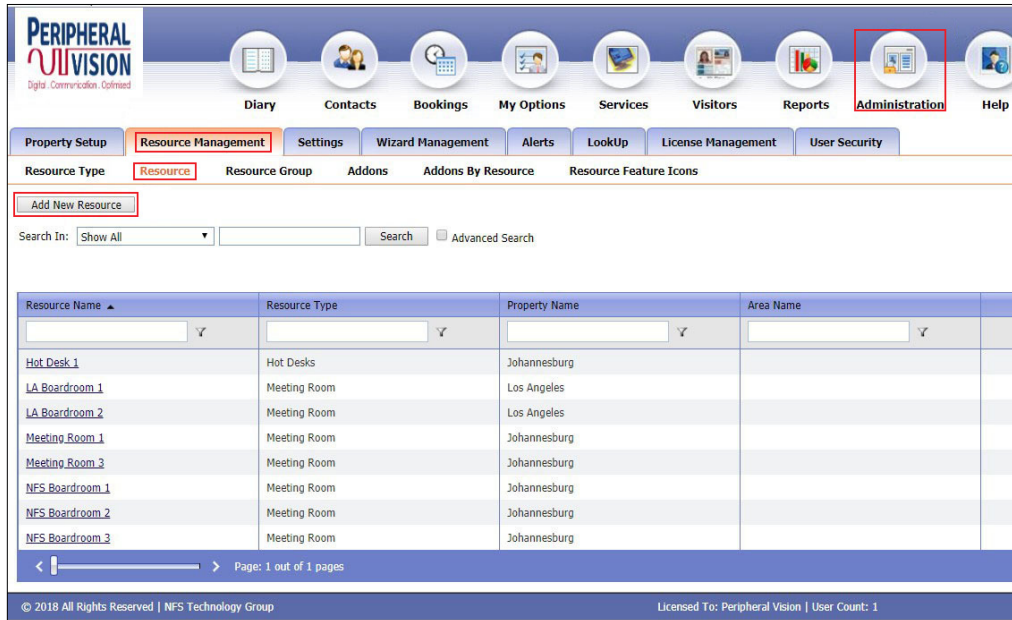 PERIPHERAL
VISION
Digital . Communication . Optimised
Diary Contacts Bookings My Options Services Visitors Reports Administration Help
Property Setup Resource Management Settings Wizard Management Alerts LookUp License Management User Security
Resource Type Resource Resource Group Addons Addons By Resource Resource Feature Icons
Add New Resource
Search In: Show All Search Advanced Search
Resource Name Resource Type Property Name Area Name
Hot Desk 1 Hot Desks Johannesburg
LA Boardroom 1 Meeting Room Los Angeles
LA Boardroom 2 Meeting Room Los Angeles
Meeting Room 1 Meeting Room Johannesburg
Meeting Room 3 Meeting Room Johannesburg
NFS Boardroom 1 Meeting Room Johannesburg
NFS Boardroom 2 Meeting Room Johannesburg
NFS Boardroom 3 Meeting Room Johannesburg
Page: 1 out of 1 pages
© 2018 All Rights Reserved | NFS Technology Group Licensed To: Peripheral Vision | User Count: 1